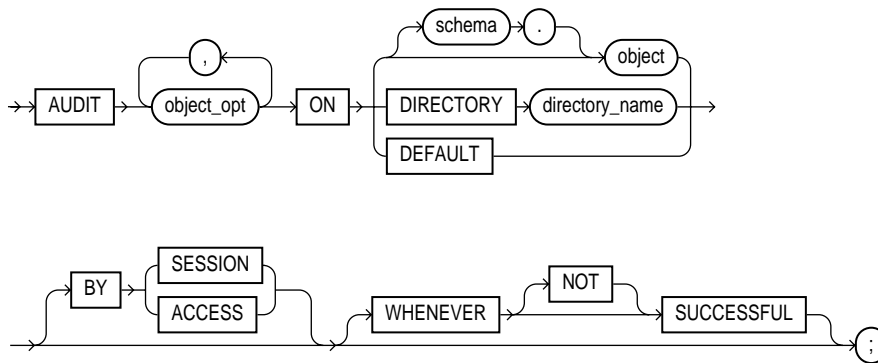 schema .
, object
AUDIT object_opt ON DIRECTORY directory_name
DEFAULT
SESSION NOT
BY
ACCESS WHENEVER SUCCESSFUL
;